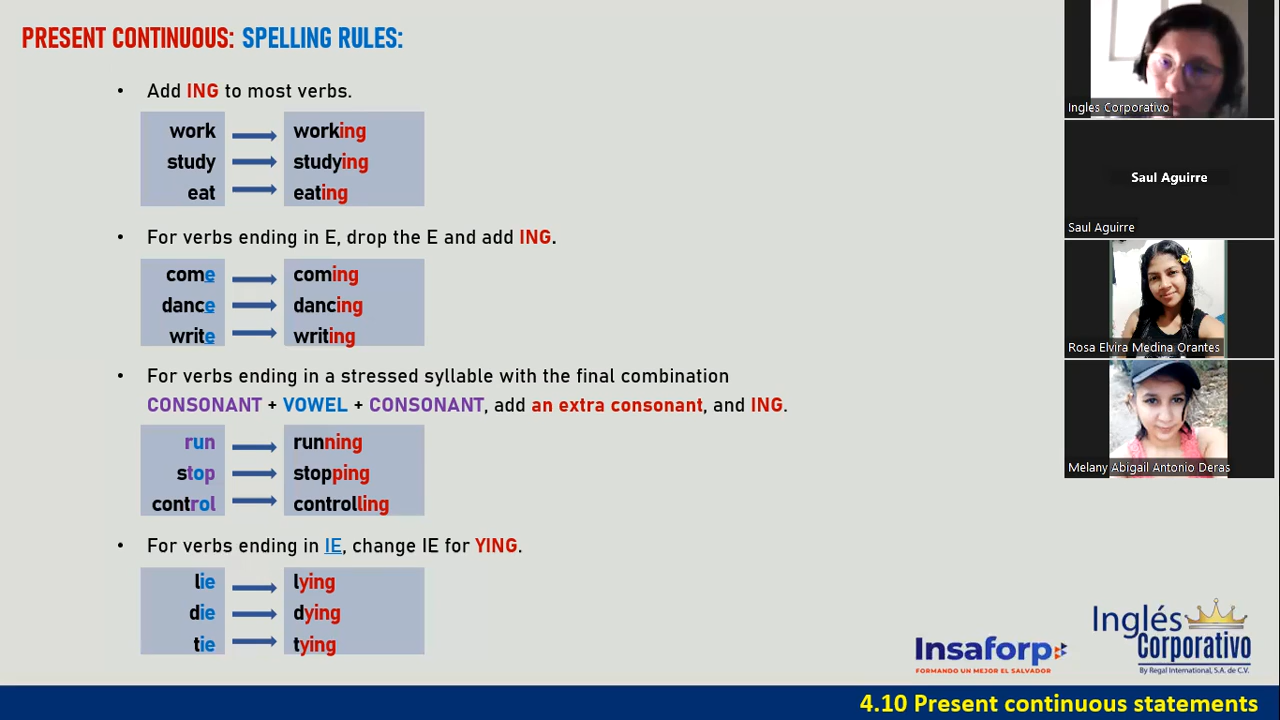 PRESENT CONTINUOUS: SPELLING RULES:
• Add ING to most verbs.
work working
study studying
eat eating
• For verbs ending in E, drop the E and add ING.
come coming
dance dancing
write writing
• For verbs ending in a stressed syllable with the final combination
CONSONANT + VOWEL + CONSONANT, add an extra consonant, and ING.
run running
stop stopping
control controlling
• For verbs ending in IE, change IE for YING.
lie lying
die dying
tie tying
Ingles Corporativo
Saul Aguirre
Saul Aguirre
Rosa Elvira Medina Orantes
Melany Abigail Antonio Deras
Insaforp
FORMANDO UN MEJOR EL SALVADOR
Inglés
Corporativo
By Regal International, S.A. de C.V.
4.10 Present continuous statements